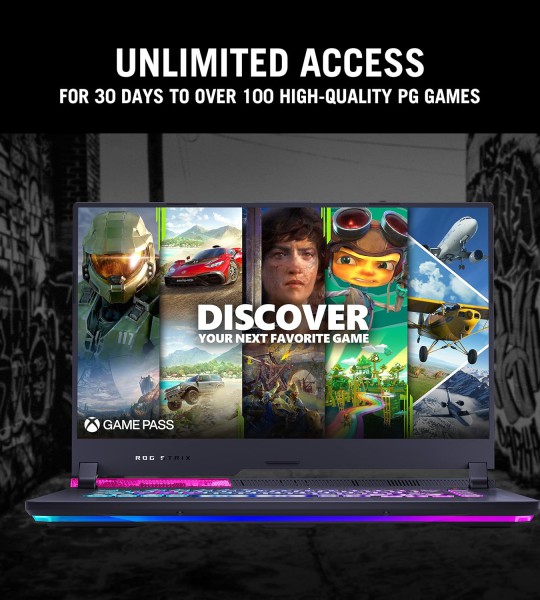 UNLIMITED ACCESS
FOR 30 DAYS TO OVER 100 HIGH-QUALITY PG GAMES
117
DISCOVER
YOUR NEXT FAVORITE GAME
GAME PASS
ROG STRIX